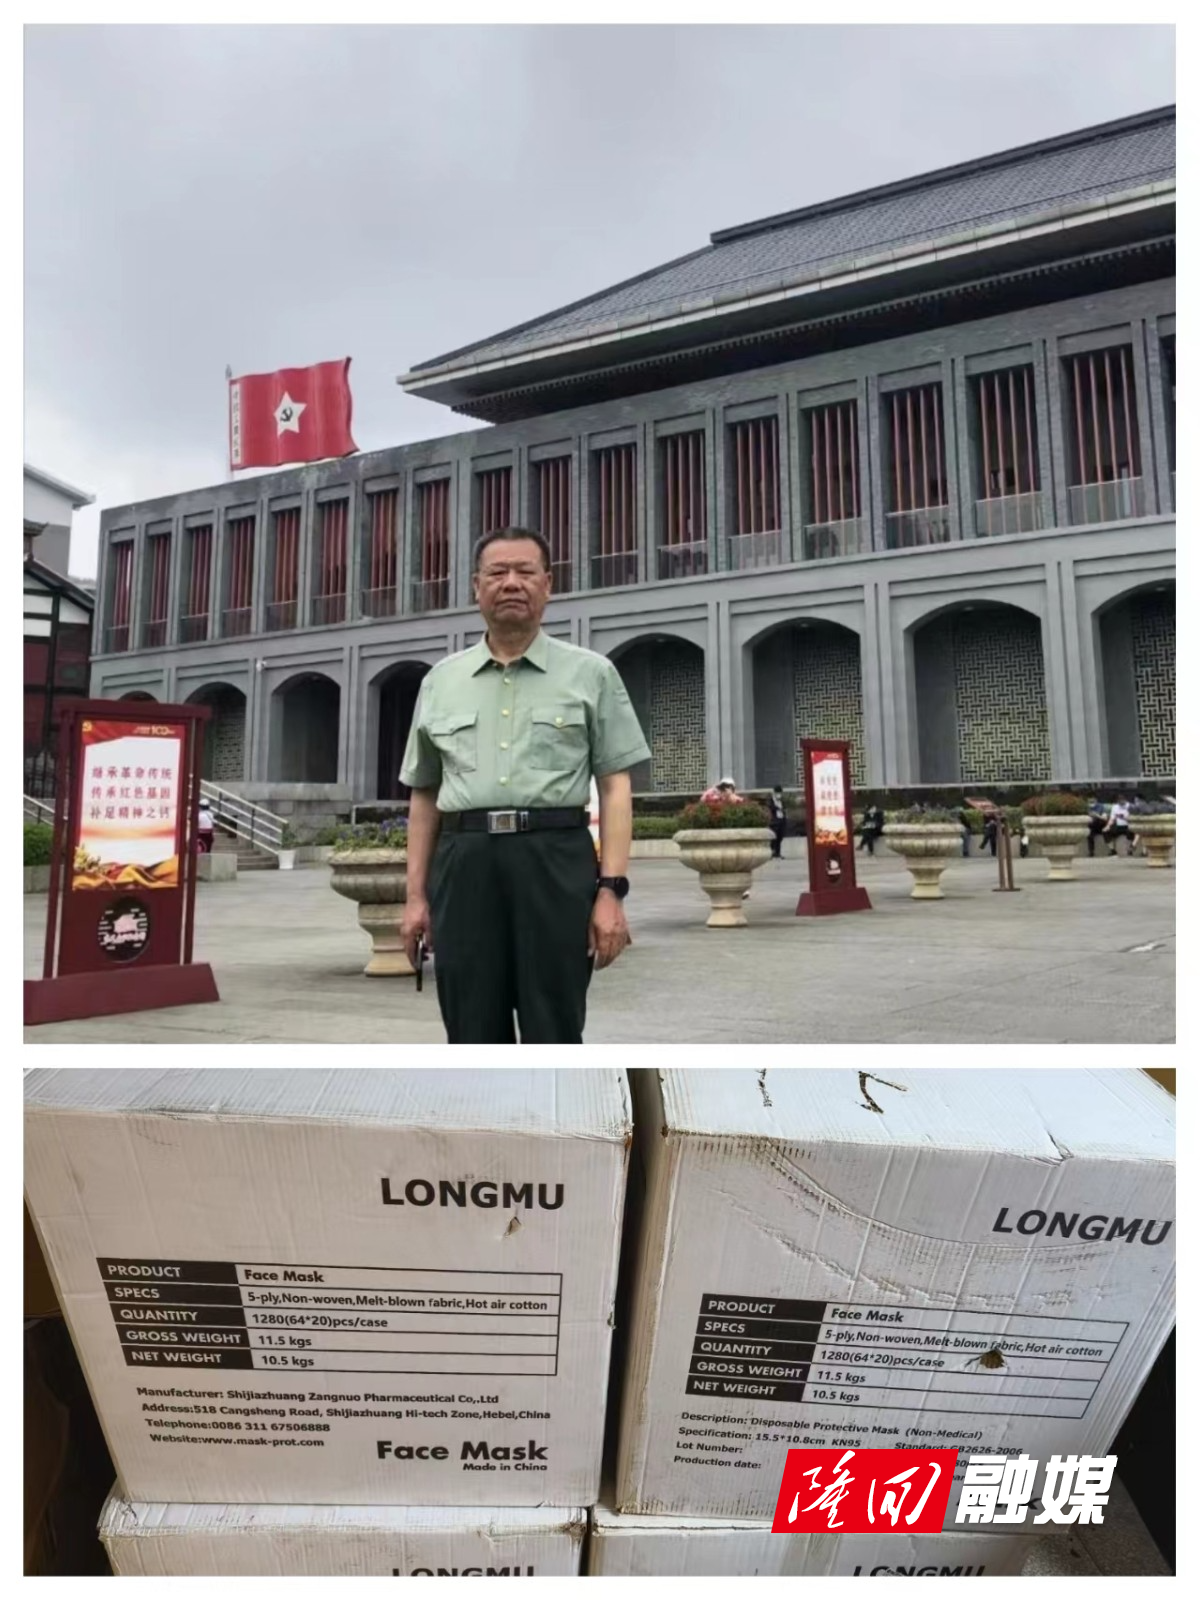 100
继承革命传统
传承红色基因
补足精神之钙
LONGMU
PRODUCT Face Mask
SPECS 5-ply,Non-woven,Melt-blown fabric,Hot air cotton
QUANTITY 1280(64*20)pcs/case
GROSS WEIGHT 11.5 kgs
NET WEIGHT 10.5 kgs
Manufacturer: Shijiazhuang Zangnuo Pharmaceutical Co,.Ltd
Address:518 Cangsheng Road, Shijiazhuang Hi-tech Zone,Hebei,China
Telephone:0086 311 67506888
Website:www.mask-prot.com
Face Mask
Made in China
LONGMU
PRODUCT Face Mask
SPECS 5-ply,Non-woven,Melt-blown fabric,Hot air cotton
QUANTITY 1280(64*20)pcs/case
GROSS WEIGHT 11.5 kgs
NET WEIGHT 10.5 kgs
Description: Disposable Protective Mask (Non-Medical)
Specification: 15.5*10.8cm KN95 Standard: GB2626-2006
Lot Number:
Production date:
隆回融媒
LONGMU
LONGMU